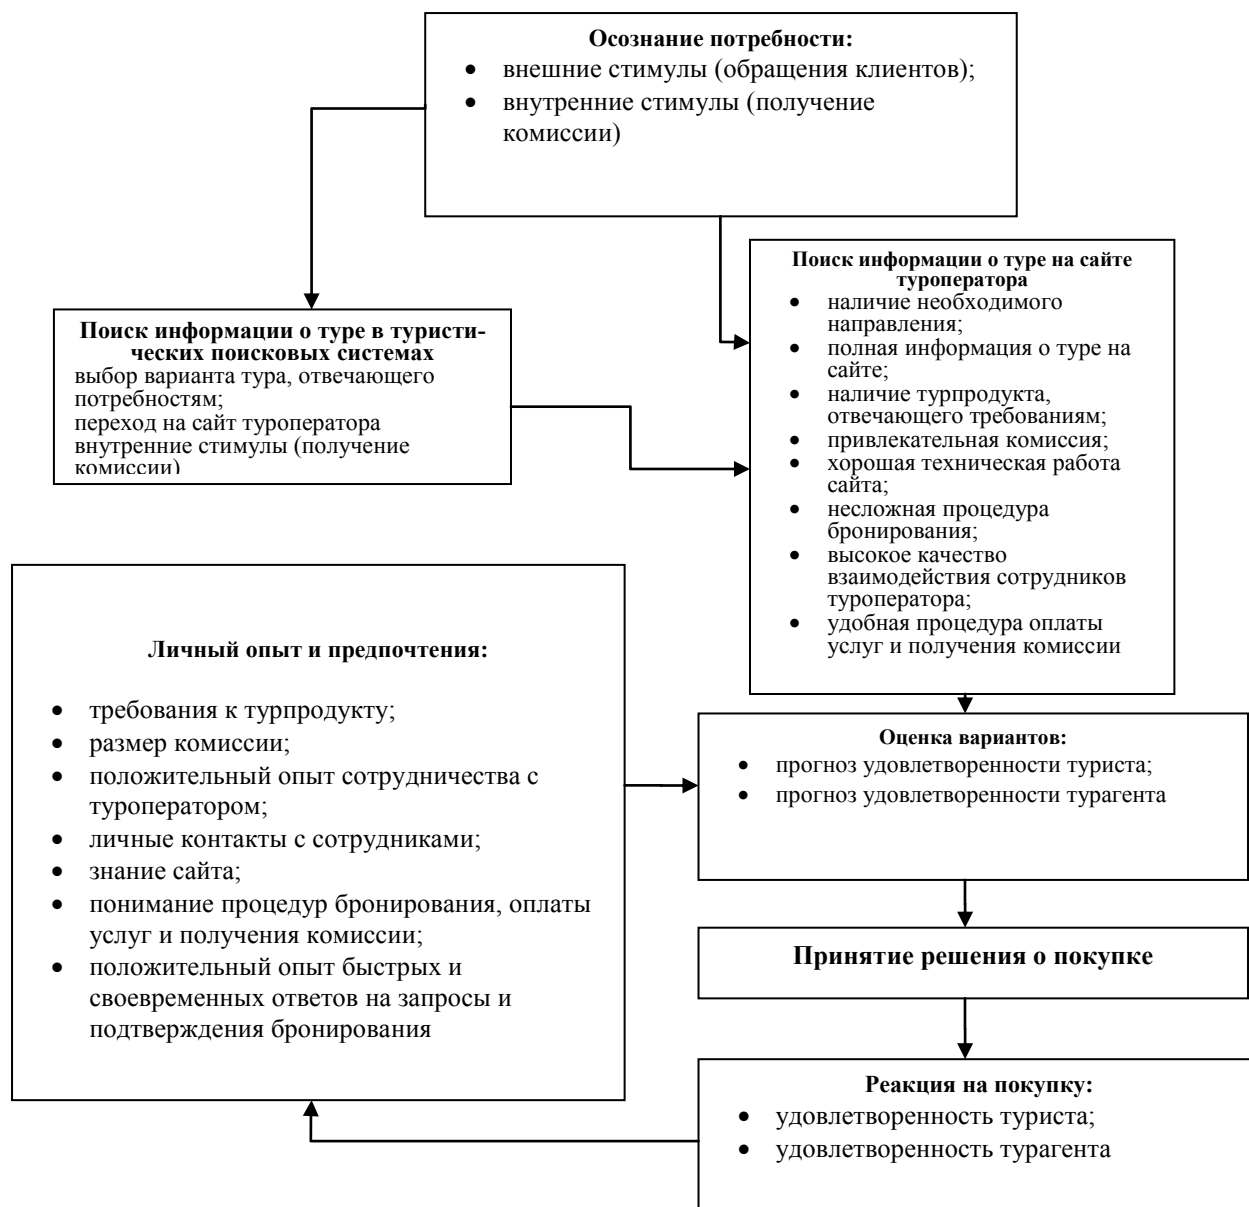 Осознание потребности:
• внешние стимулы (обращения клиентов);
• внутренние стимулы (получение
комиссии)
Поиск информации о туре на сайте
туроператора
• наличие необходимого
направления;
• полная информация о туре на
сайте;
• наличие турпродукта,
отвечающего требованиям;
• привлекательная комиссия;
• хорошая техническая работа
сайта;
• несложная процедура
бронирования;
• высокое качество
взаимодействия сотрудников
туроператора;
• удобная процедура оплаты
услуг и получения комиссии
Поиск информации о туре в туристи-
ческих поисковых системах
выбор варианта тура, отвечающего
потребностям;
переход на сайт туроператора
внутренние стимулы (получение
комиссии)
Личный опыт и предпочтения:
• требования к турпродукту;
• размер комиссии;
• положительный опыт сотрудничества с
туроператором;
• личные контакты с сотрудниками;
• знание сайта;
• понимание процедур бронирования, оплаты
услуг и получения комиссии;
• положительный опыт быстрых и
своевременных ответов на запросы и
подтверждения бронирования
Оценка вариантов:
• прогноз удовлетворенности туриста;
• прогноз удовлетворенности турагента
Принятие решения о покупке
Реакция на покупку:
• удовлетворенность туриста;
• удовлетворенность турагента